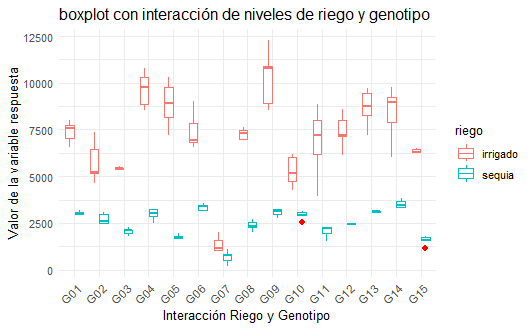 boxplot con interacción de niveles de riego y genotipo
Valor de la variable respuesta
12500
10000
7500
5000
2500
0
G01
G02
G03
G04
G05
G06
G07
G08
G09
G10
G11
G12
G13
G14
G15
Interacción Riego y Genotipo
riego
irrigado
sequia